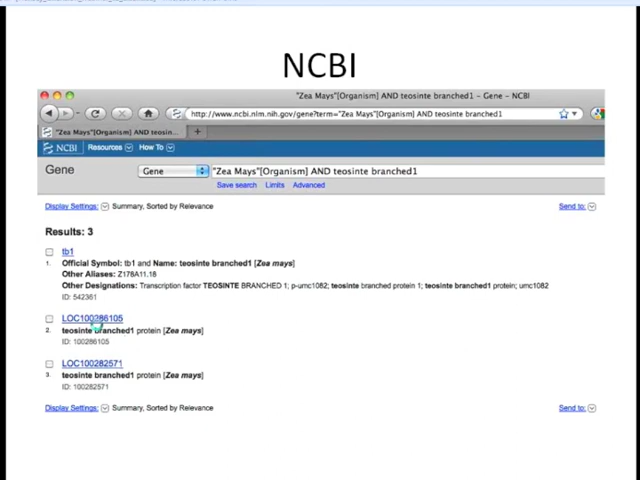 NCBI
"Zea Mays"[Organism] AND teosinte branched1 – Gene – NCBI
http://www.ncbi.nlm.nih.gov/gene?term="Zea Mays"[Organism] AND teosinte branched1
"Zea Mays"[Organism] AND teosin...
NCBI Resources How To
Gene Gene "Zea Mays"[Organism] AND teosinte branched1
Save search Limits Advanced
Display Settings: Summary, Sorted by Relevance Send to:
Results: 3
tb1
1. Official Symbol: tb1 and Name: teosinte branched1 [Zea mays]
Other Aliases: Z178A11.18
Other Designations: Transcription factor TEOSINTE BRANCHED 1; p-umc1082; teosinte branched protein 1; teosinte branched1 protein; umc1082
ID: 542361
LOC100286105
2. teosinte branched1 protein [Zea mays]
ID: 100286105
LOC100282571
3. teosinte branched1 protein [Zea mays]
ID: 100282571
Display Settings: Summary, Sorted by Relevance Send to: